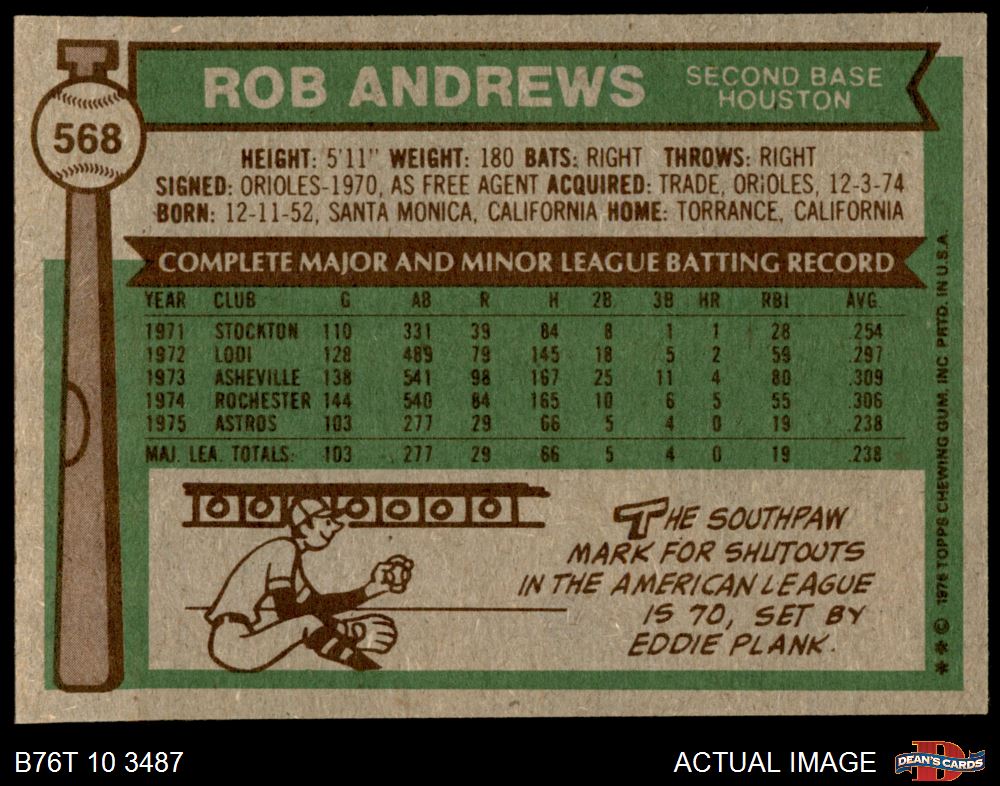 ROB ANDREWS
SECOND BASE
HOUSTON
568
HEIGHT: 5'11" WEIGHT: 180 BATS: RIGHT THROWS: RIGHT
SIGNED: ORIOLES-1970, AS FREE AGENT ACQUIRED: TRADE, ORIOLES, 12-3-74
BORN: 12-11-52, SANTA MONICA, CALIFORNIA HOME: TORRANCE, CALIFORNIA
COMPLETE MAJOR AND MINOR LEAGUE BATTING RECORD
YEAR CLUB G AB R H 2B 3B HR RBI AVG.
1971 STOCKTON 110 331 39 84 8 1 1 28 .254
1972 LODI 128 489 79 145 18 5 2 59 .297
1973 ASHEVILLE 138 541 98 167 25 11 4 80 .309
1974 ROCHESTER 144 540 84 165 10 6 5 55 .306
1975 ASTROS 103 277 29 66 5 4 0 19 .238
MAJ. LEA. TOTALS: 103 277 29 66 5 4 0 19 .238
THE SOUTHPAW
MARK FOR SHUTOUTS
IN THE AMERICAN LEAGUE
IS 70, SET BY
EDDIE PLANK.
* * © 1976 TOPPS CHEWING GUM, INC. PRTD. IN U.S.A.
B76T 10 3487
ACTUAL IMAGE
D
DEAN'S CARDS